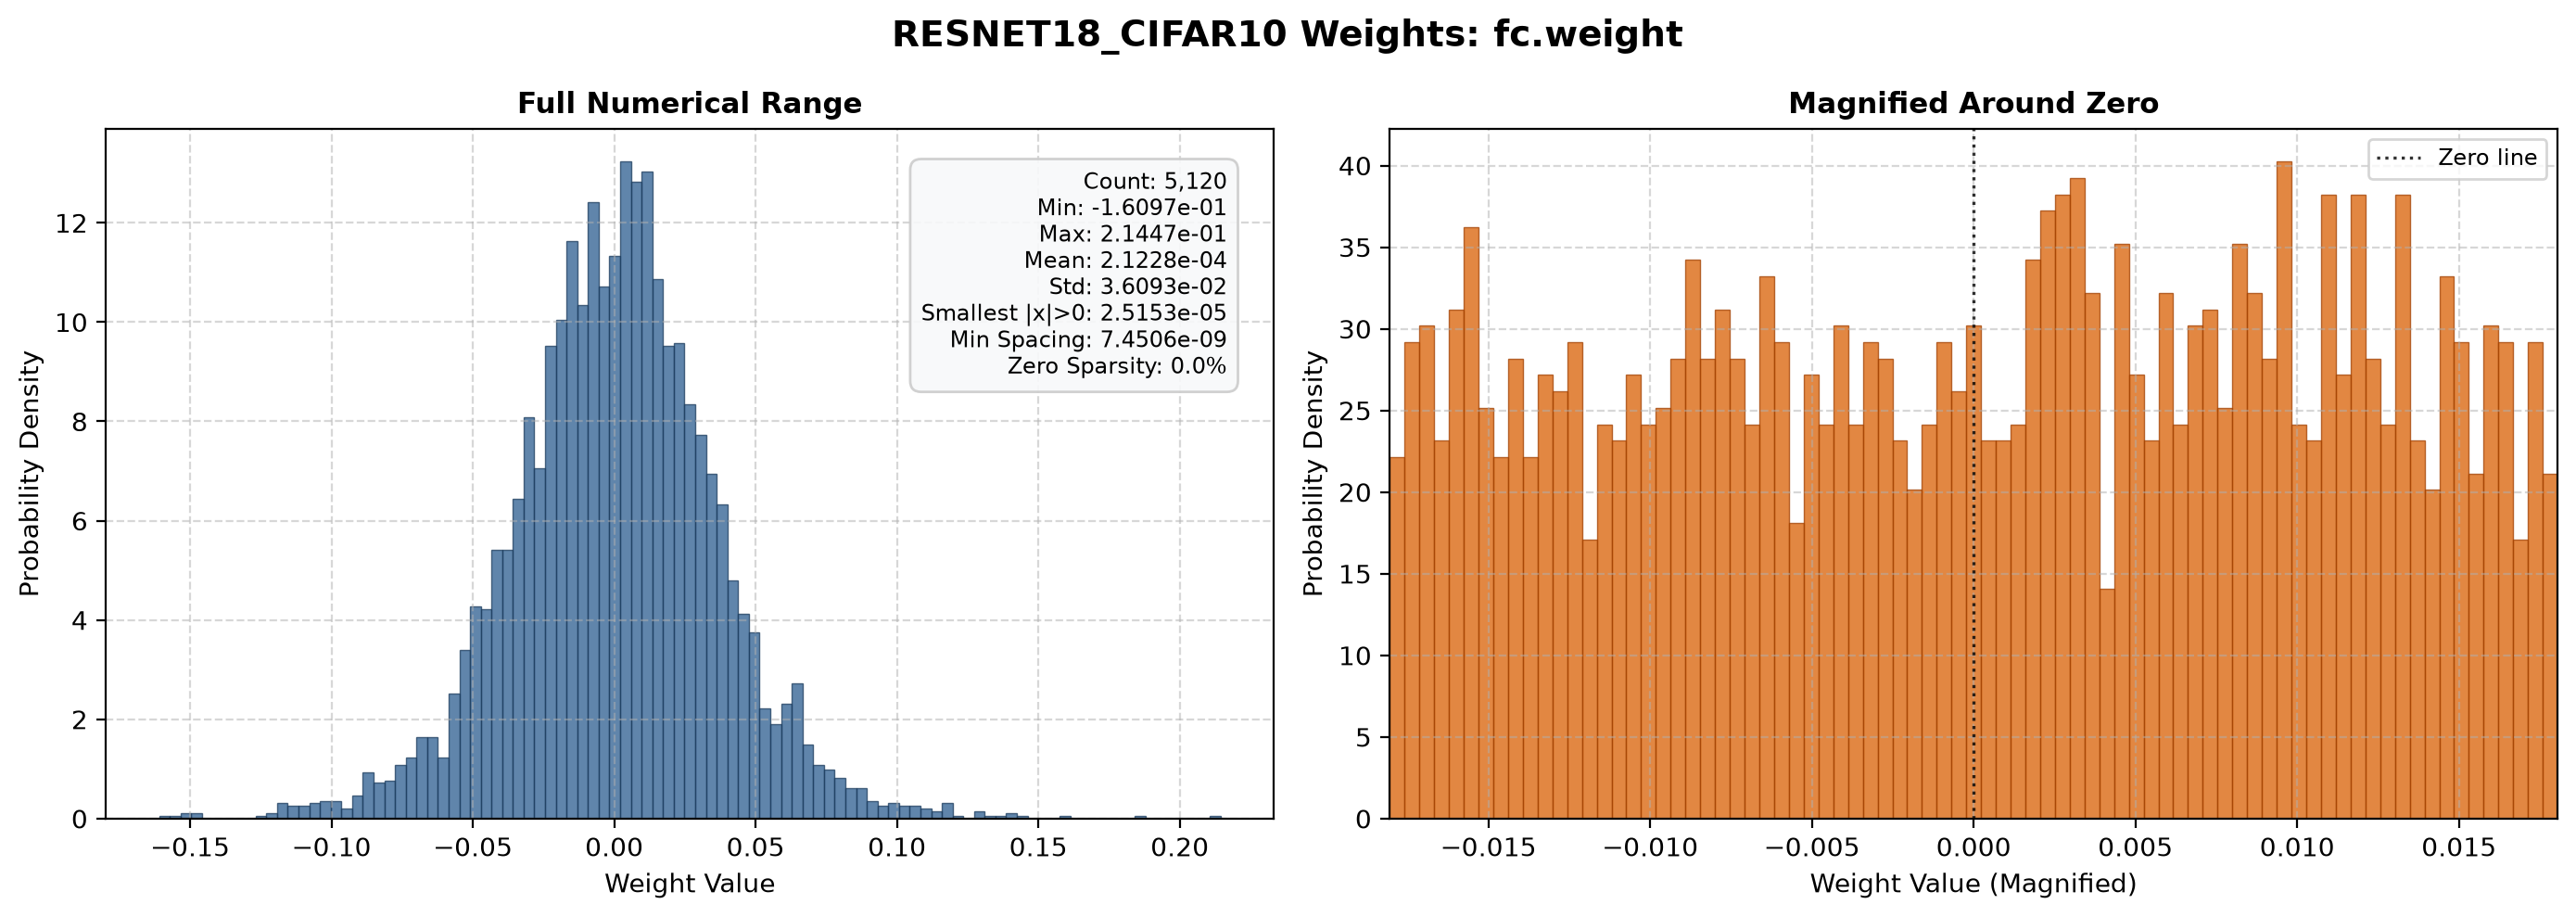 RESNET18_CIFAR10 Weights: fc.weight
Full Numerical Range
Probability Density
12
10
8
6
4
2
0
Count: 5,120
Min: -1.6097e-01
Max: 2.1447e-01
Mean: 2.1228e-04
Std: 3.6093e-02
Smallest |x|>0: 2.5153e-05
Min Spacing: 7.4506e-09
Zero Sparsity: 0.0%
−0.15 −0.10 −0.05 0.00 0.05 0.10 0.15 0.20
Weight Value
Magnified Around Zero
Probability Density
40
35
30
25
20
15
10
5
0
Zero line
−0.015 −0.010 −0.005 0.000 0.005 0.010 0.015
Weight Value (Magnified)